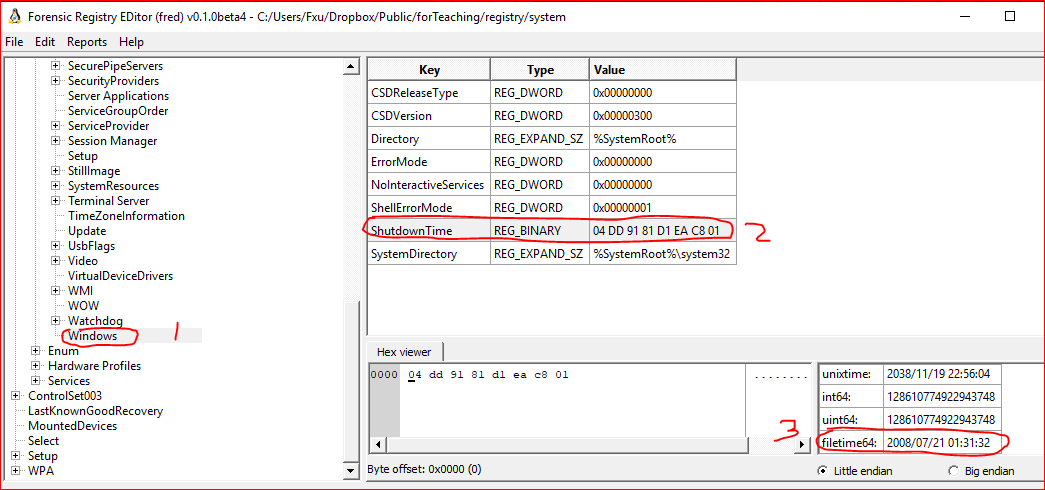 Forensic Registry EDitor (fred) v0.1.0beta4 - C:/Users/Fxu/Dropbox/Public/forTeaching/registry/system
File Edit Reports Help
SecurePipeServers
SecurityProviders
Server Applications
ServiceGroupOrder
ServiceProvider
Session Manager
Setup
StillImage
SystemResources
Terminal Server
TimeZoneInformation
Update
UsbFlags
Video
VirtualDeviceDrivers
WMI
WOW
Watchdog
Windows 1
Enum
Hardware Profiles
Services
ControlSet003
LastKnownGoodRecovery
MountedDevices
Select
Setup
WPA
Key Type Value
CSDReleaseType REG_DWORD 0x00000000
CSDVersion REG_DWORD 0x00000300
Directory REG_EXPAND_SZ %SystemRoot%
ErrorMode REG_DWORD 0x00000000
NoInteractiveServices REG_DWORD 0x00000000
ShellErrorMode REG_DWORD 0x00000001
ShutdownTime REG_BINARY 04 DD 91 81 D1 EA C8 01 2
SystemDirectory REG_EXPAND_SZ %SystemRoot%\system32
Hex viewer
0000 04 dd 91 81 d1 ea c8 01 ........
3
unixtime: 2038/11/19 22:56:04
int64: 128610774922943748
uint64: 128610774922943748
filetime64: 2008/07/21 01:31:32
Byte offset: 0x0000 (0)
Little endian Big endian